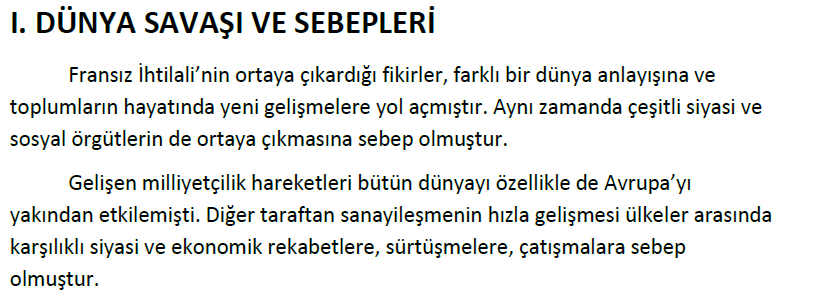 I. DÜNYA SAVAŞI VE SEBEPLERİ
Fransız İhtilali’nin ortaya çıkardığı fikirler, farklı bir dünya anlayışına ve
toplumların hayatında yeni gelişmelere yol açmıştır. Aynı zamanda çeşitli siyasi ve
sosyal örgütlerin de ortaya çıkmasına sebep olmuştur.
Gelişen milliyetçilik hareketleri bütün dünyayı özellikle de Avrupa’yı
yakından etkilemişti. Diğer taraftan sanayileşmenin hızla gelişmesi ülkeler arasında
karşılıklı siyasi ve ekonomik rekabetlere, sürtüşmelere, çatışmalara sebep
olmuştur.